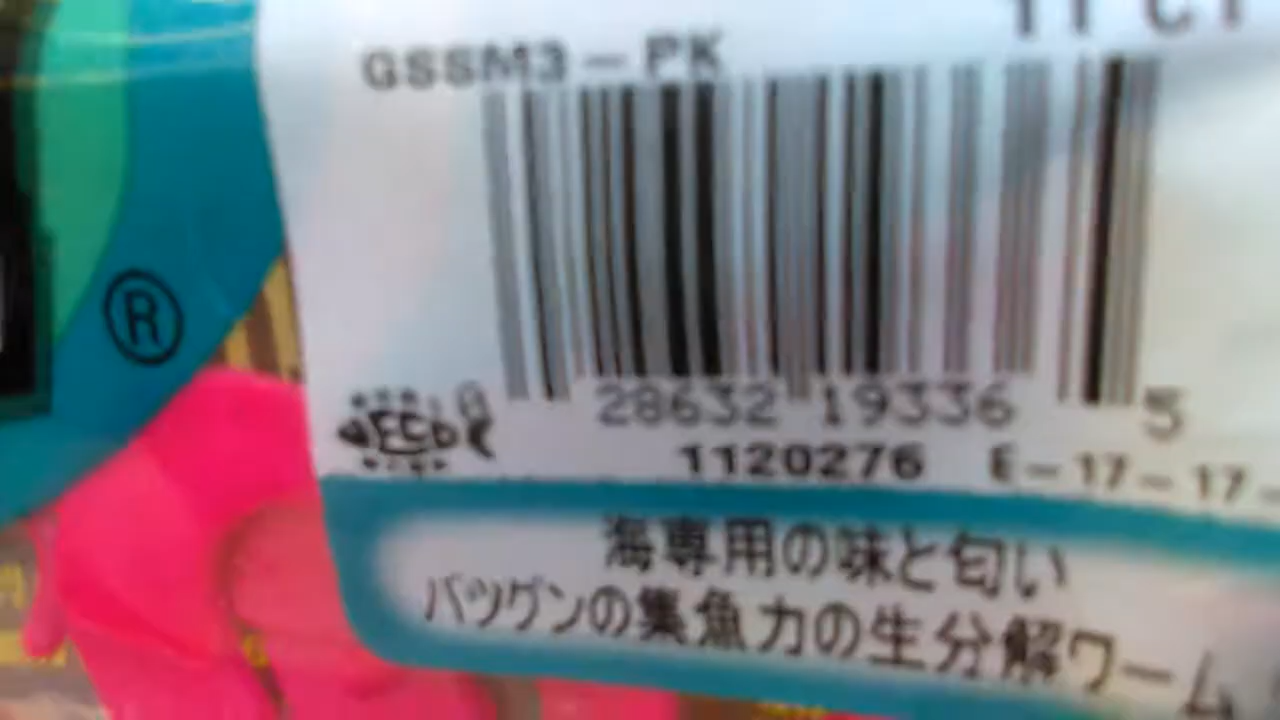 GSSM3-PK
®
28632 19336 5
ECO
1120276 E-17-17-
海専用の味と匂い
バツグンの集魚力の生分解ワーム